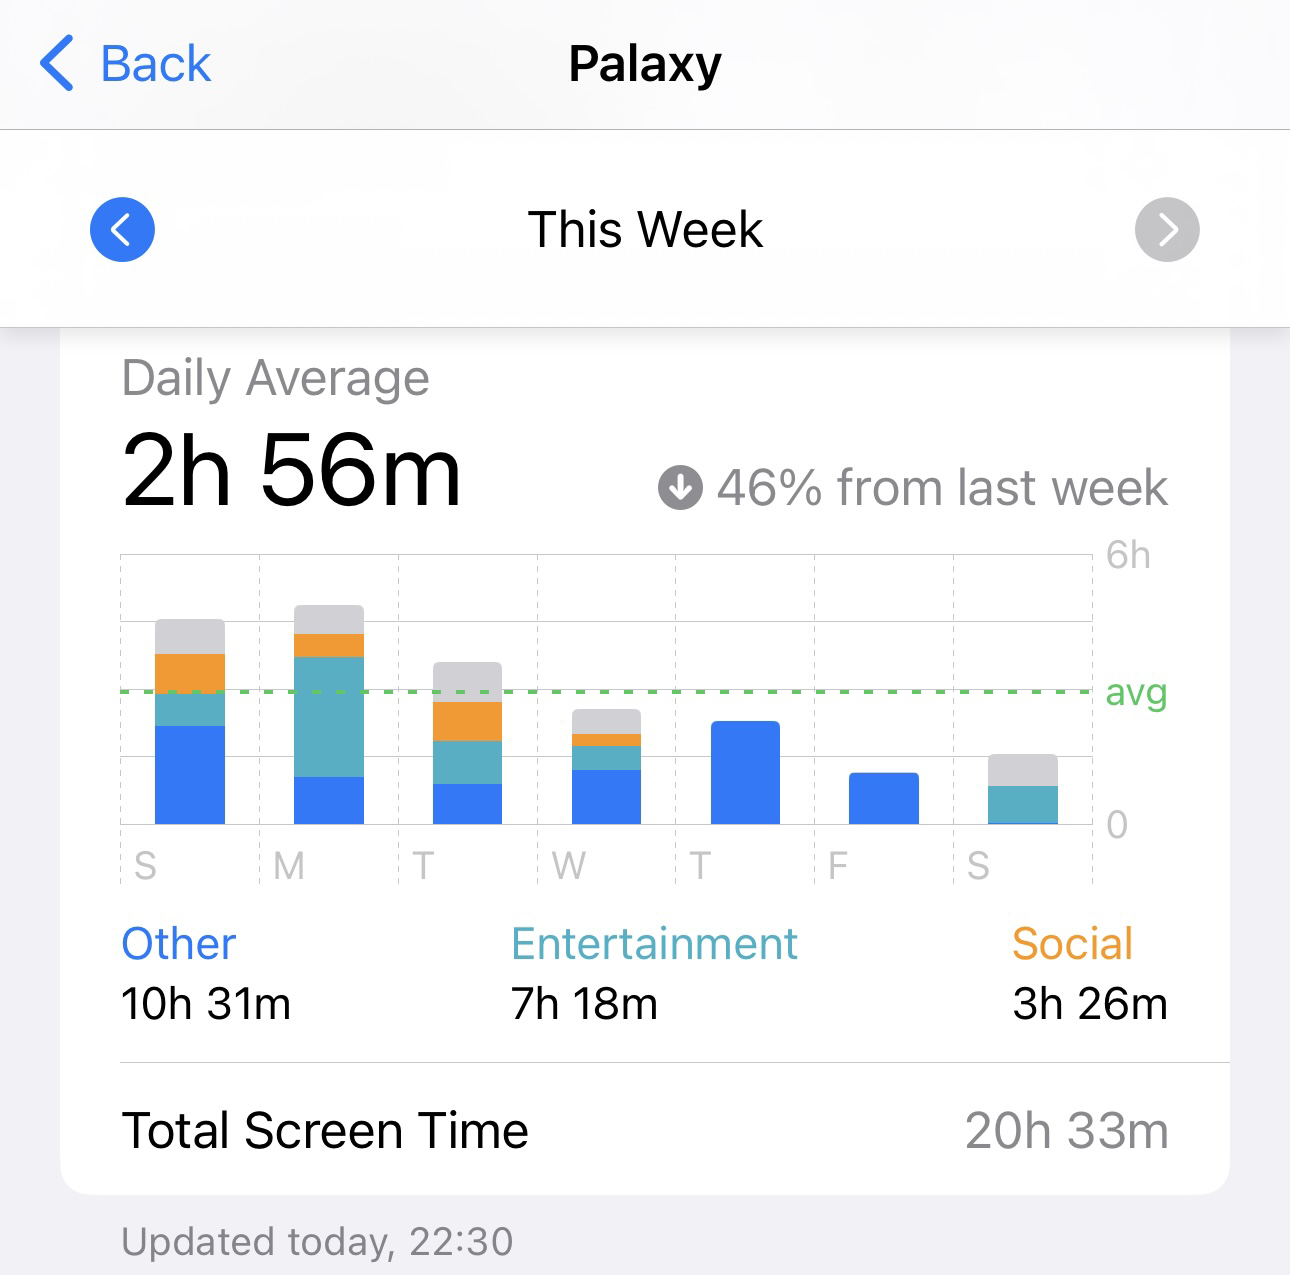 Back
Palaxy
This Week
Daily Average
2h 56m
46% from last week
6h
avg
0
S M T W T F S
Other Entertainment Social
10h 31m 7h 18m 3h 26m
Total Screen Time 20h 33m
Updated today, 22:30